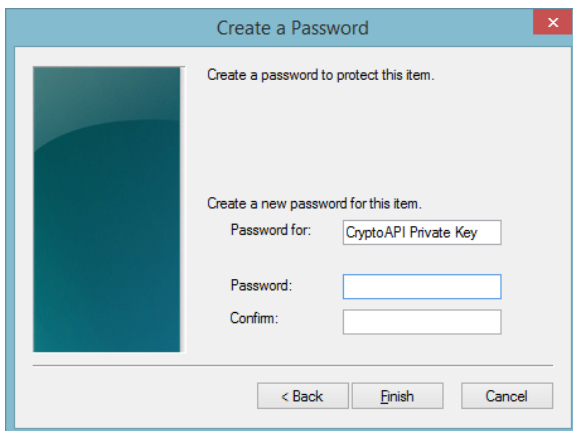 Create a Password
Create a password to protect this item.
Create a new password for this item.
Password for: CryptoAPI Private Key
Password:
Confirm:
< Back Finish Cancel